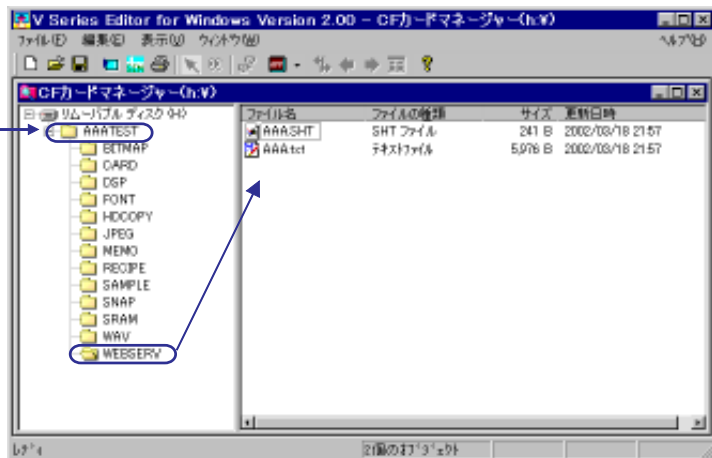 V Series Editor for Windows Version 2.00 - CFカードマネージャー(h:¥)
ファイル(F) 編集(E) 表示(V) ウィンドウ(W) ヘルプ(H)
CFカードマネージャー(h:¥)
リムーバブル ディスク (H:)
AAATEST
BITMAP
CARD
DSP
FONT
HDCOPY
JPEG
MEMO
RECIPE
SAMPLE
SNAP
SRAM
WAV
WEBSERV
ファイル名 ファイルの種類 サイズ 更新日時
AAA.SHT SHT ファイル 241 B 2002/03/18 21:57
AAA.txt テキストファイル 5,976 B 2002/03/18 21:57
レディ 2個のオブジェクト